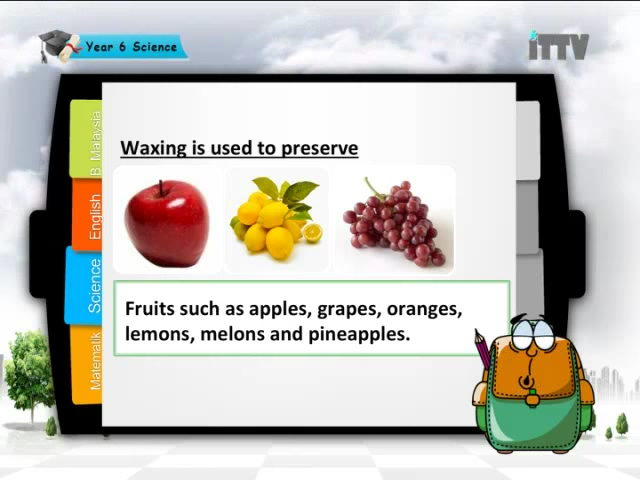 Year 6 Science
iTTV
B. Malaysia
English
Science
Matematik
Waxing is used to preserve
Fruits such as apples, grapes, oranges,
lemons, melons and pineapples.